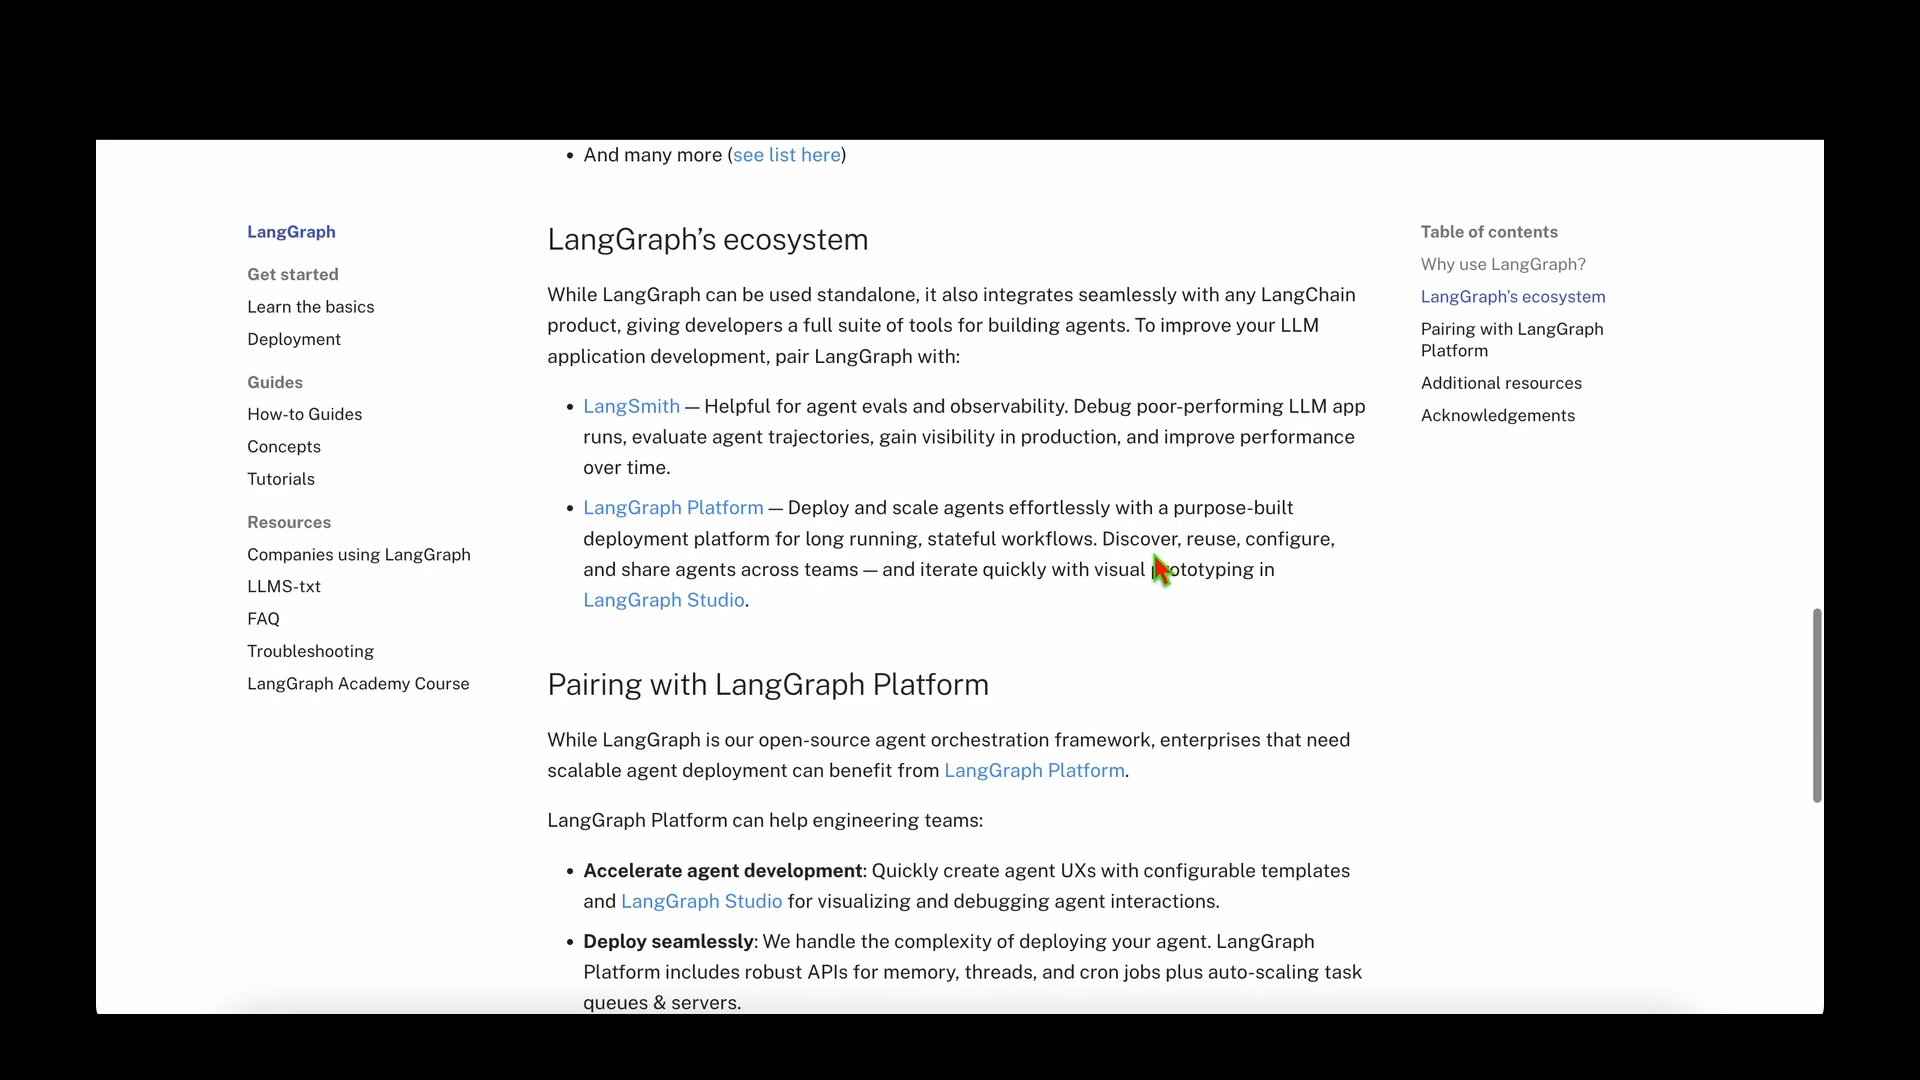 And many more (see list here)
LangGraph
Get started
Learn the basics
Deployment
Guides
How-to Guides
Concepts
Tutorials
Resources
Companies using LangGraph
LLMS-txt
FAQ
Troubleshooting
LangGraph Academy Course
LangGraph’s ecosystem
While LangGraph can be used standalone, it also integrates seamlessly with any LangChain
product, giving developers a full suite of tools for building agents. To improve your LLM
application development, pair LangGraph with:
LangSmith — Helpful for agent evals and observability. Debug poor-performing LLM app
runs, evaluate agent trajectories, gain visibility in production, and improve performance
over time.
LangGraph Platform — Deploy and scale agents effortlessly with a purpose-built
deployment platform for long running, stateful workflows. Discover, reuse, configure,
and share agents across teams — and iterate quickly with visual prototyping in
LangGraph Studio.
Pairing with LangGraph Platform
While LangGraph is our open-source agent orchestration framework, enterprises that need
scalable agent deployment can benefit from LangGraph Platform.
LangGraph Platform can help engineering teams:
Accelerate agent development: Quickly create agent UXs with configurable templates
and LangGraph Studio for visualizing and debugging agent interactions.
Deploy seamlessly: We handle the complexity of deploying your agent. LangGraph
Platform includes robust APIs for memory, threads, and cron jobs plus auto-scaling task
queues & servers.
Table of contents
Why use LangGraph?
LangGraph’s ecosystem
Pairing with LangGraph
Platform
Additional resources
Acknowledgements